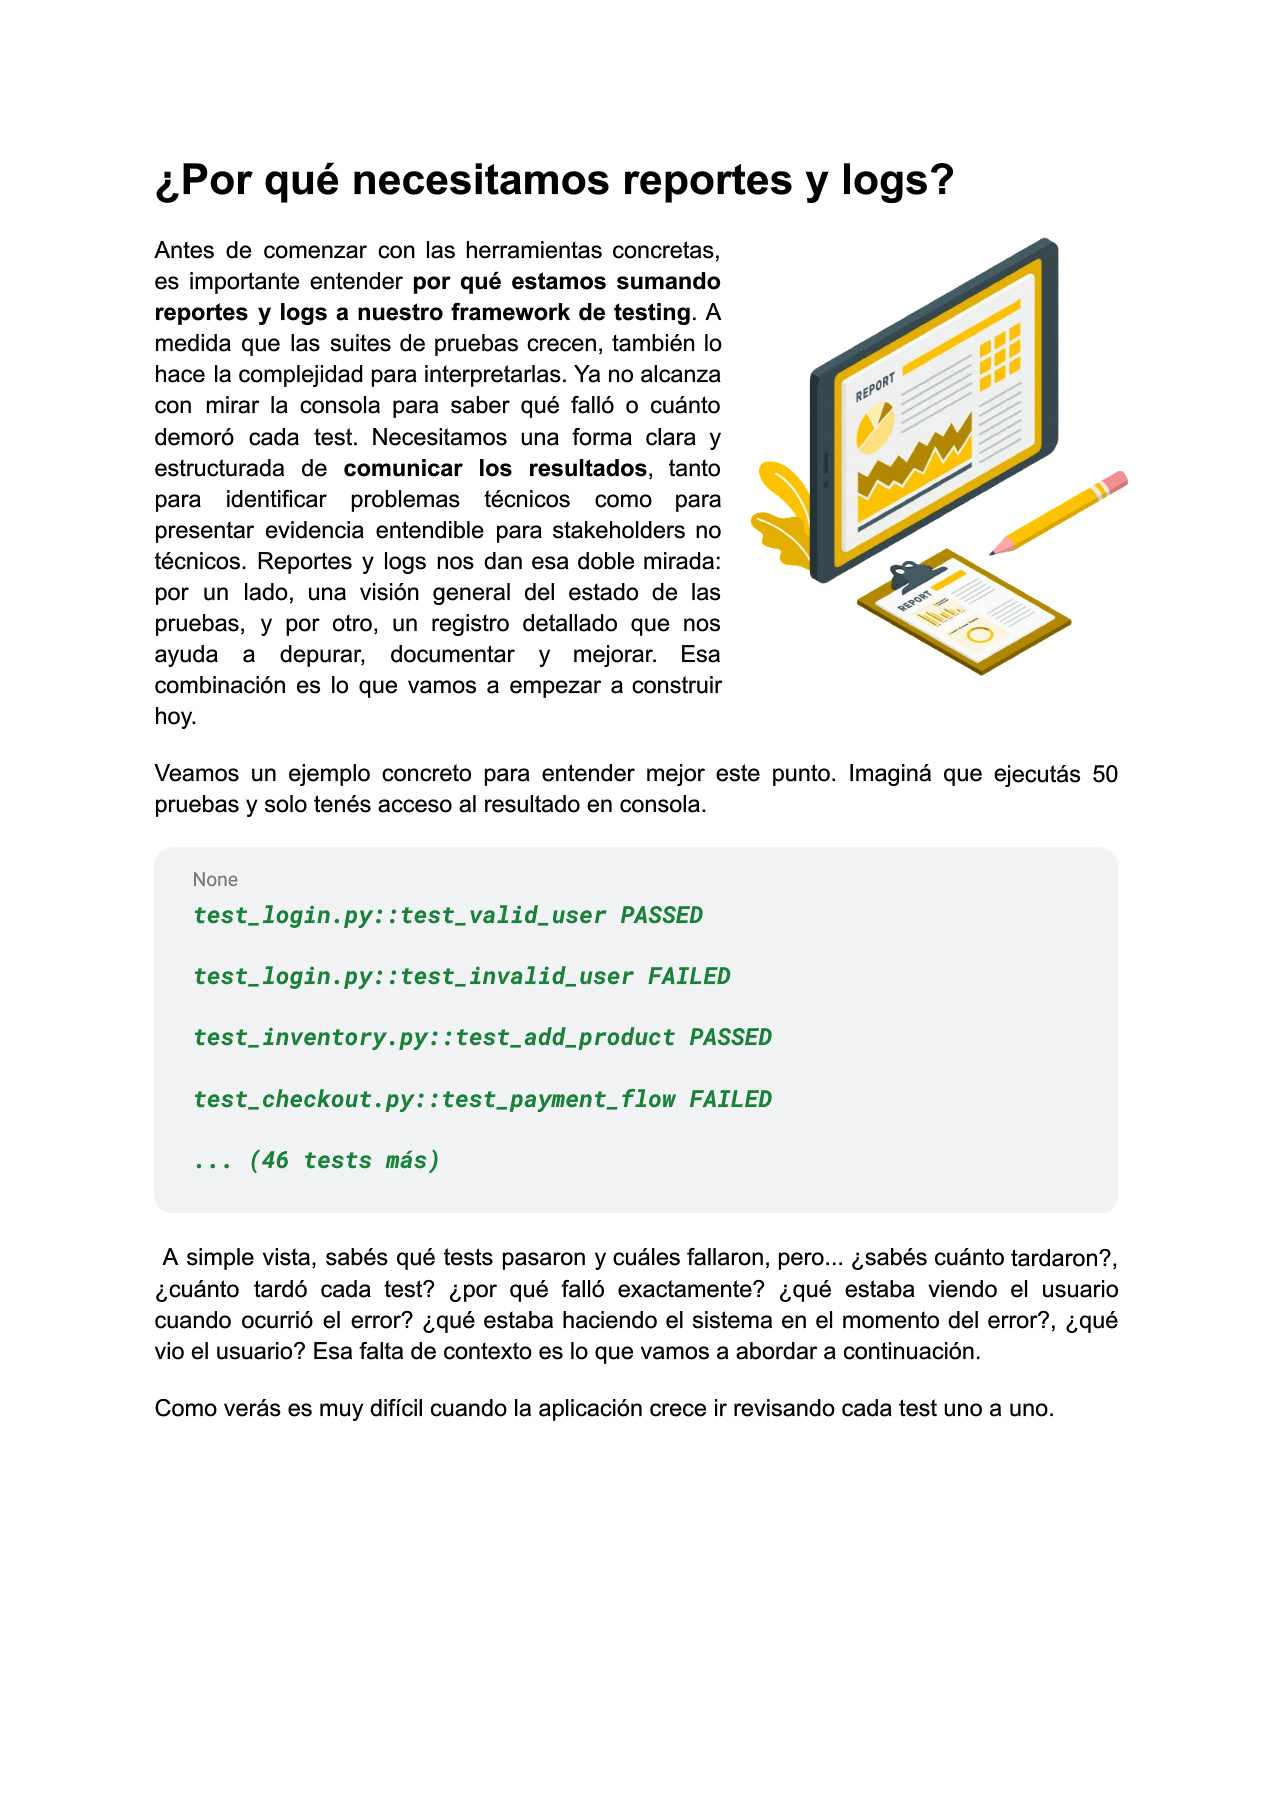 ¿Por qué necesitamos reportes y logs?
Antes de comenzar con las herramientas concretas,
es importante entender por qué estamos sumando
reportes y logs a nuestro framework de testing. A
medida que las suites de pruebas crecen, también lo
hace la complejidad para interpretarlas. Ya no alcanza
con mirar la consola para saber qué falló o cuánto
demoró cada test. Necesitamos una forma clara y
estructurada de comunicar los resultados, tanto
para identificar problemas técnicos como para
presentar evidencia entendible para stakeholders no
técnicos. Reportes y logs nos dan esa doble mirada:
por un lado, una visión general del estado de las
pruebas, y por otro, un registro detallado que nos
ayuda a depurar, documentar y mejorar. Esa
combinación es lo que vamos a empezar a construir
hoy.
REPORT
REPORT
Veamos un ejemplo concreto para entender mejor este punto. Imaginá que ejecutás 50
pruebas y solo tenés acceso al resultado en consola.
None
test_login.py::test_valid_user PASSED
test_login.py::test_invalid_user FAILED
test_inventory.py::test_add_product PASSED
test_checkout.py::test_payment_flow FAILED
... (46 tests más)
A simple vista, sabés qué tests pasaron y cuáles fallaron, pero... ¿sabés cuánto tardaron?,
¿cuánto tardó cada test? ¿por qué falló exactamente? ¿qué estaba viendo el usuario
cuando ocurrió el error? ¿qué estaba haciendo el sistema en el momento del error?, ¿qué
vio el usuario? Esa falta de contexto es lo que vamos a abordar a continuación.
Como verás es muy difícil cuando la aplicación crece ir revisando cada test uno a uno.